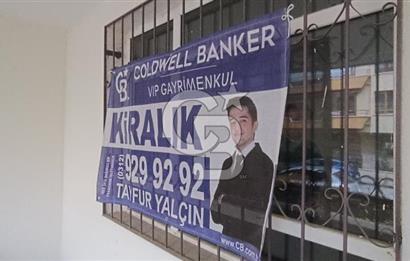 CB COLDWELL BANKER
VIP GAYRİMENKUL
KİRALIK
(0312)
929 92 92
TAYFUR YALÇIN
www.CB.com